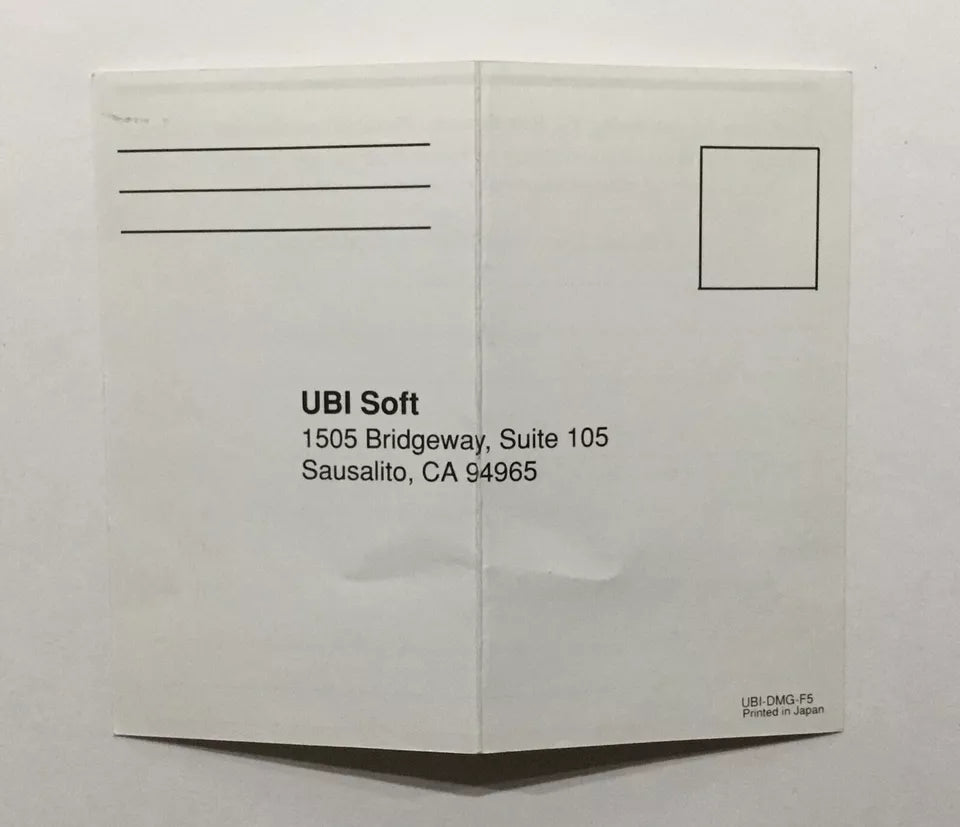 UBI Soft
1505 Bridgeway, Suite 105
Sausalito, CA 94965
UBI-DMG-F5
Printed in Japan